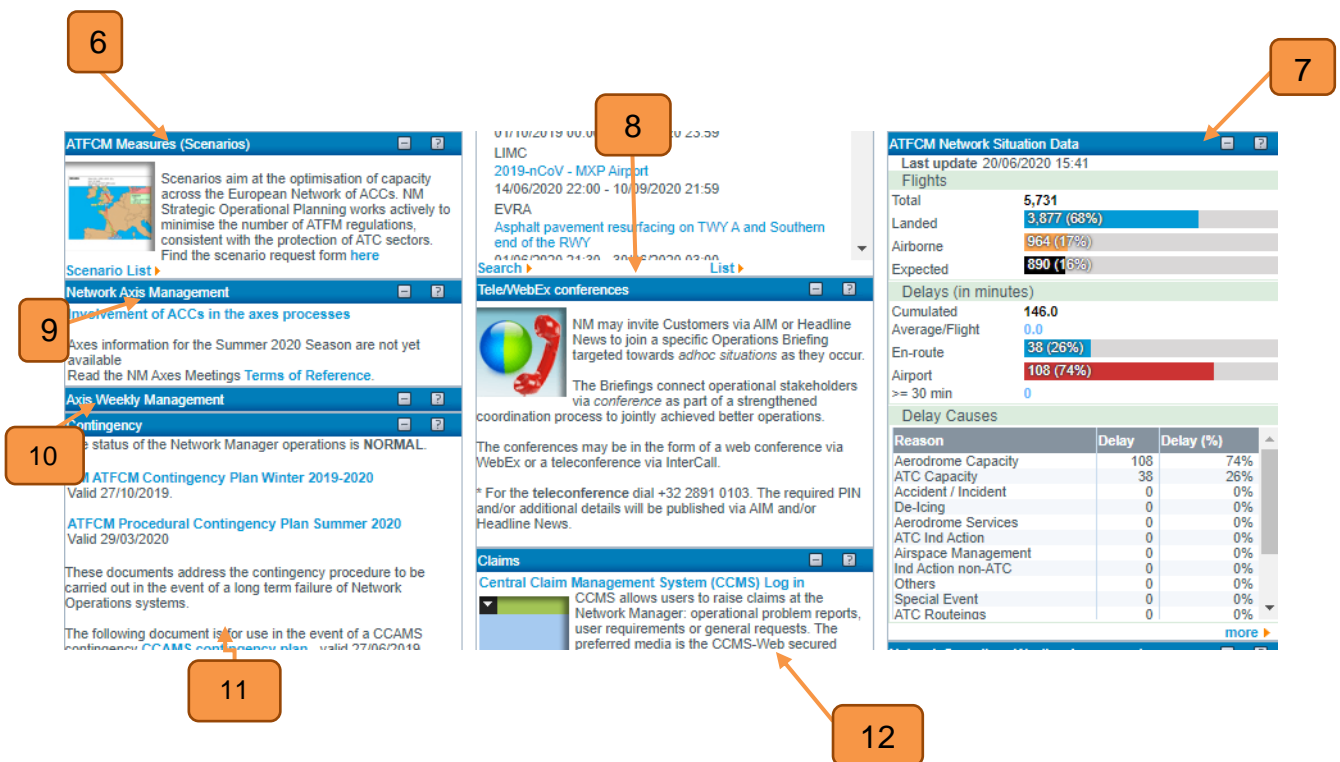 6
7
8
9
10
11
12
ATFCM Measures (Scenarios)
Scenarios aim at the optimisation of capacity
across the European Network of ACCs. NM
Strategic Operational Planning works actively to
minimise the number of ATFM regulations,
consistent with the protection of ATC sectors.
Find the scenario request form here
Scenario List
Network Axis Management
Involvement of ACCs in the axes processes
Axes information for the Summer 2020 Season are not yet
available
Read the NM Axes Meetings Terms of Reference.
Axis Weekly Management
Contingency
status of the Network Manager operations is NORMAL.
ATFCM Contingency Plan Winter 2019-2020
Valid 27/10/2019.
ATFCM Procedural Contingency Plan Summer 2020
Valid 29/03/2020
These documents address the contingency procedure to be
carried out in the event of a long term failure of Network
Operations systems.
The following document is for use in the event of a CCAMS
contingency CCAMS contingency plan valid 27/06/2019
01/10/2019 23:59
LIMC
2019-nCoV - MXP Airport
14/06/2020 22:00 - 10/09/2020 21:59
EVRA
Asphalt pavement resurfacing on TWY A and Southern
end of the RWY
Search List
Tele/WebEx conferences
NM may invite Customers via AIM or Headline
News to join a specific Operations Briefing
targeted towards adhoc situations as they occur.
The Briefings connect operational stakeholders
via conference as part of a strengthened
coordination process to jointly achieved better operations.
The conferences may be in the form of a web conference via
WebEx or a teleconference via InterCall.
* For the teleconference dial +32 2891 0103. The required PIN
and/or additional details will be published via AIM and/or
Headline News.
Claims
Central Claim Management System (CCMS) Log in
CCMS allows users to raise claims at the
Network Manager: operational problem reports,
user requirements or general requests. The
preferred media is the CCMS-Web secured
ATFCM Network Situation Data
Last update 20/06/2020 15:41
Flights
Total 5,731
Landed 3,877 (68%)
Airborne 964 (17%)
Expected 890 (16%)
Delays (in minutes)
Cumulated 146.0
Average/Flight 0.0
En-route 38 (26%)
Airport 108 (74%)
>= 30 min 0
Delay Causes
Reason Delay Delay (%)
Aerodrome Capacity 108 74%
ATC Capacity 38 26%
Accident / Incident 0 0%
De-Icing 0 0%
Aerodrome Services 0 0%
ATC Ind Action 0 0%
Airspace Management 0 0%
Ind Action non-ATC 0 0%
Others 0 0%
Special Event 0 0%
ATC Routeings 0 0%
more